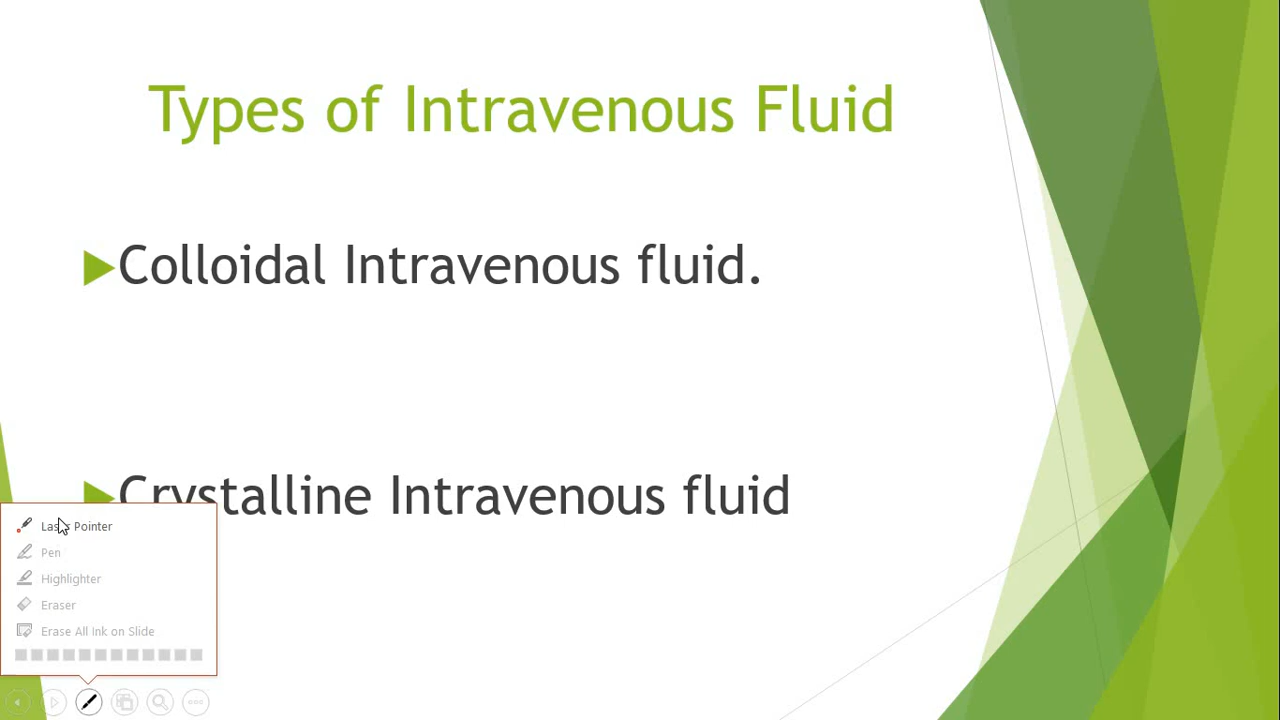 Types of Intravenous Fluid
Colloidal Intravenous fluid.
Crystalline Intravenous fluid
Laser Pointer
Pen
Highlighter
Eraser
Erase All Ink on Slide